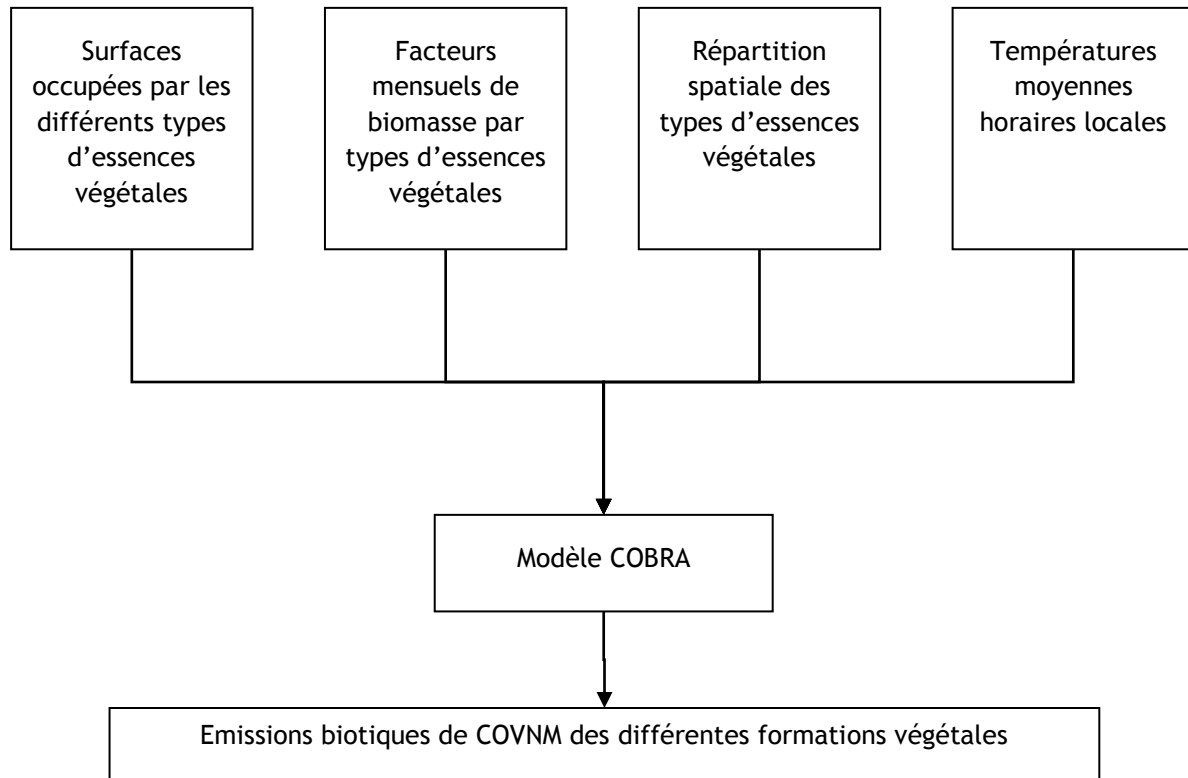 Surfaces
occupées par les
différents types
d’essences
végétales
Facteurs
mensuels de
biomasse par
types d’essences
végétales
Répartition
spatiale des
types d’essences
végétales
Températures
moyennes
horaires locales
Modèle COBRA
Emissions biotiques de COVNM des différentes formations végétales